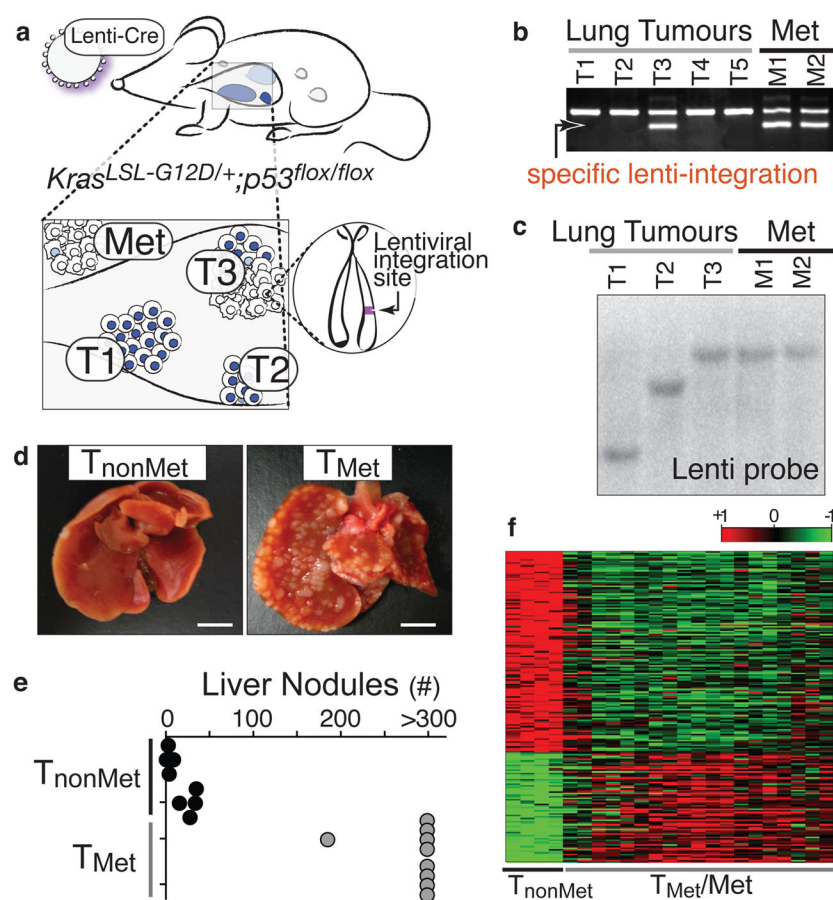 a
Lenti-Cre
Kras^LSL-G12D/+;p53^flox/flox
Met
T3
T1
T2
Lentiviral
integration
site
b
Lung Tumours Met
T1 T2 T3 T4 T5 M1 M2
specific lenti-integration
c
Lung Tumours Met
T1 T2 T3 M1 M2
Lenti probe
d
TnonMet TMet
e
Liver Nodules (#)
0 100 200 >300
TnonMet
TMet
f
+1 0 -1
TnonMet TMet/Met